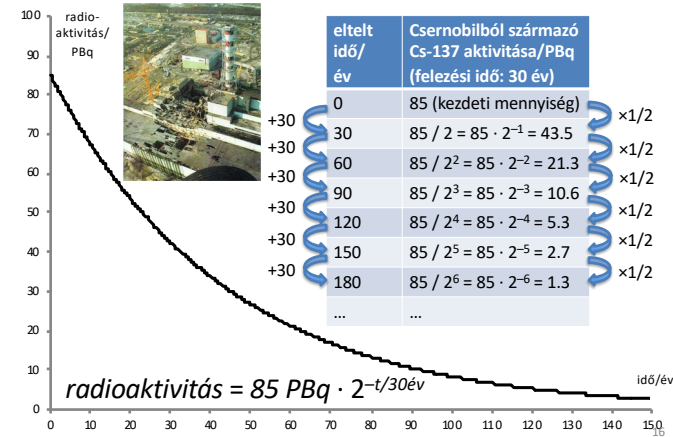 radio-
aktivitás/
PBq
100
90
80
70
60
50
40
30
20
10
0
0 10 20 30 40 50 60 70 80 90 100 110 120 130 140 150
idő/év
eltelt idő/ év
Csernobilból származó Cs-137 aktivitása/PBq (felezési idő: 30 év)
0 85 (kezdeti mennyiség)
30 85 / 2 = 85 · 2⁻¹ = 43.5
60 85 / 2² = 85 · 2⁻² = 21.3
90 85 / 2³ = 85 · 2⁻³ = 10.6
120 85 / 2⁴ = 85 · 2⁻⁴ = 5.3
150 85 / 2⁵ = 85 · 2⁻⁵ = 2.7
180 85 / 2⁶ = 85 · 2⁻⁶ = 1.3
… …
+30
+30
+30
+30
+30
+30
×1/2
×1/2
×1/2
×1/2
×1/2
×1/2
radioaktivitás = 85 PBq · 2^–t/30év
16